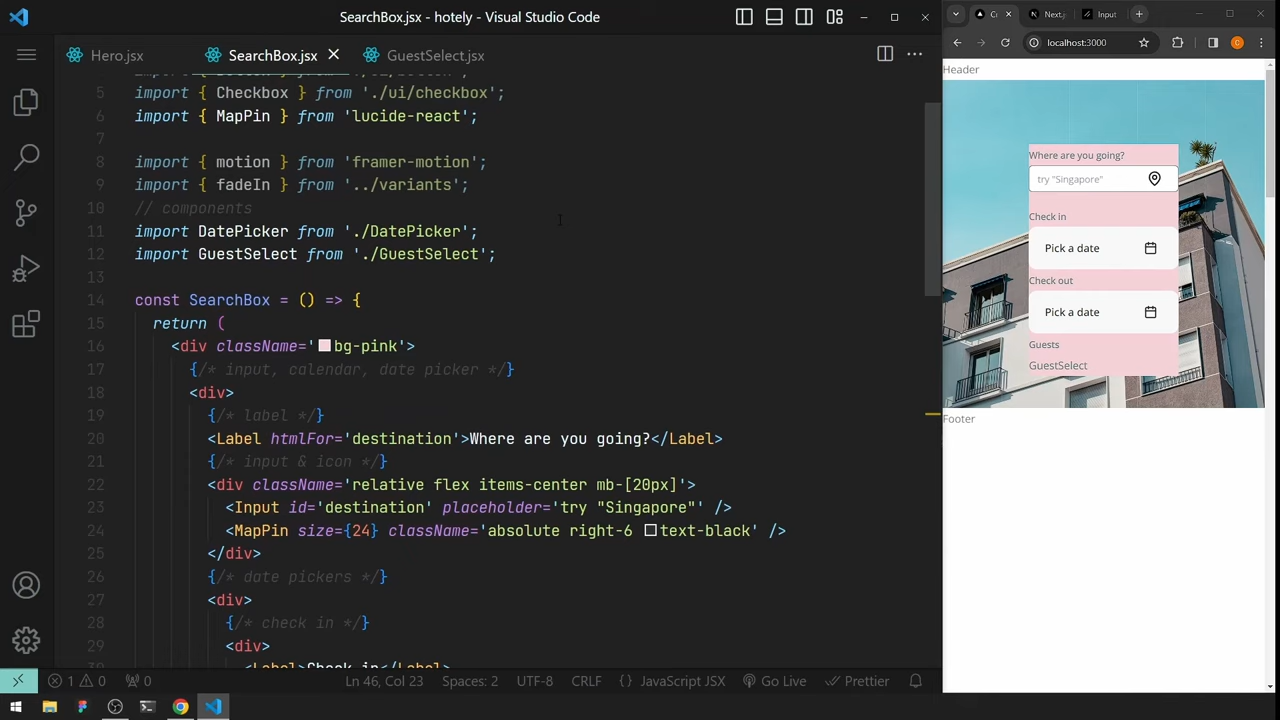 SearchBox.jsx - hotely - Visual Studio Code
Hero.jsx
SearchBox.jsx
GuestSelect.jsx
5 import { Checkbox } from './ui/checkbox';
6 import { MapPin } from 'lucide-react';
7
8 import { motion } from 'framer-motion';
9 import { fadeIn } from '../variants';
10 // components
11 import DatePicker from './DatePicker';
12 import GuestSelect from './GuestSelect';
13
14 const SearchBox = () => {
15 return (
16 <div className='bg-pink'>
17 {/* input, calendar, date picker */}
18 <div>
19 {/* label */}
20 <Label htmlFor='destination'>Where are you going?</Label>
21 {/* input & icon */}
22 <div className='relative flex items-center mb-[20px]'>
23 <Input id='destination' placeholder='try "Singapore"' />
24 <MapPin size={24} className='absolute right-6 text-black' />
25 </div>
26 {/* date pickers */}
27 <div>
28 {/* check in */}
29 <div>
30 <Label>Check in</Label>
1 0
0
Ln 46, Col 23
Spaces: 2
UTF-8
CRLF
{} JavaScript JSX
Go Live
Prettier
Next.j
Input
localhost:3000
C
Header
Where are you going?
try "Singapore"
Check in
Pick a date
Check out
Pick a date
Guests
GuestSelect
Footer